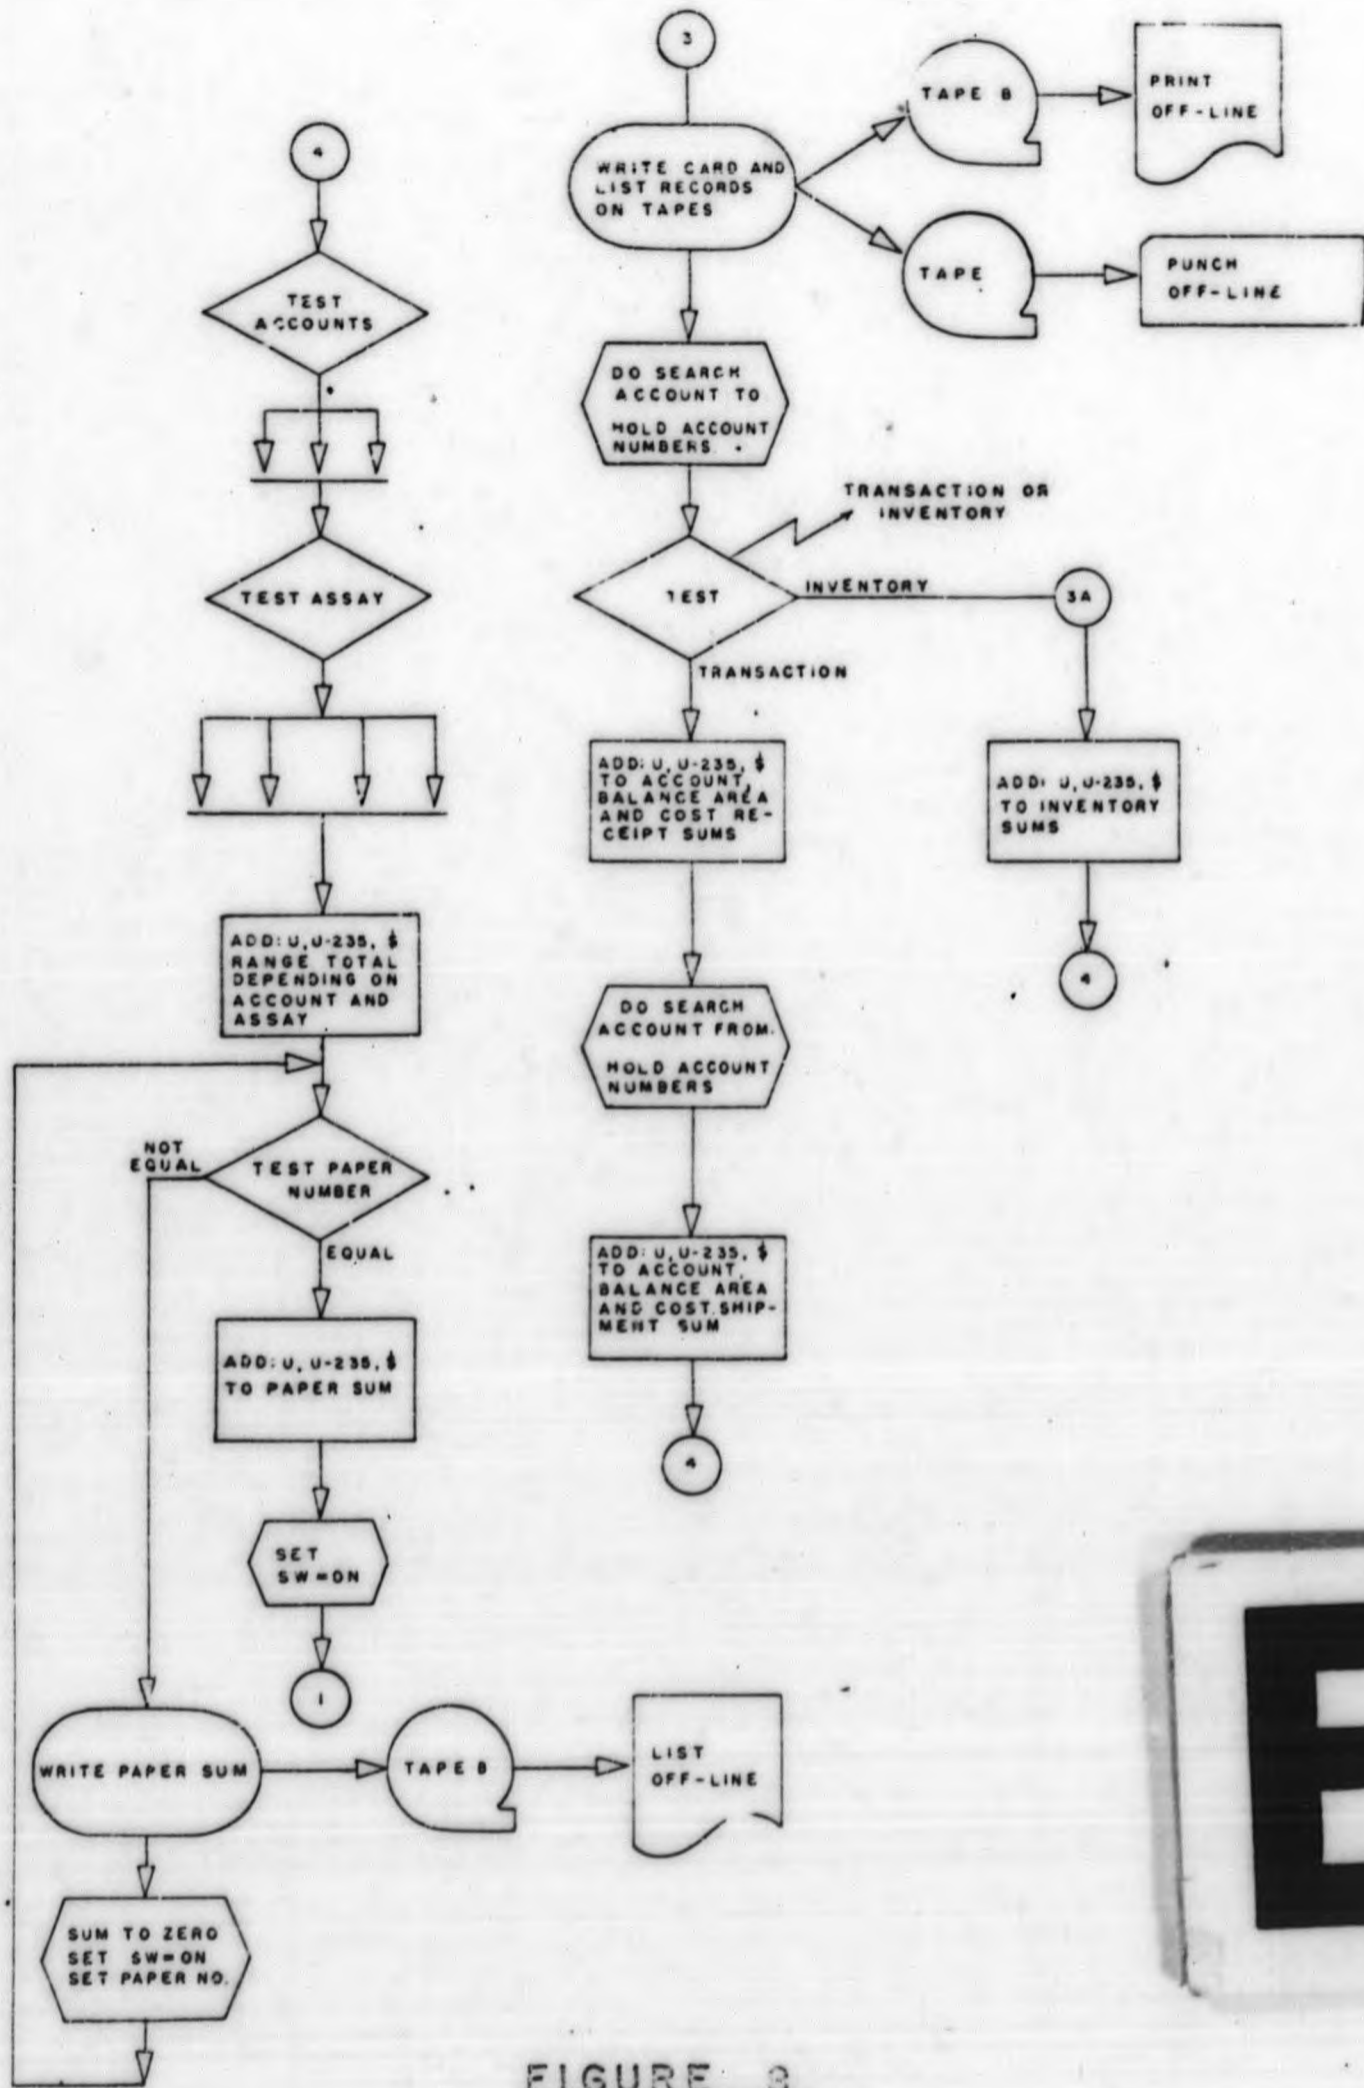 4
TEST
ACCOUNTS
TEST ASSAY
ADD: U, U-235, $
RANGE TOTAL
DEPENDING ON
ACCOUNT AND
ASSAY
NOT
EQUAL
TEST PAPER
NUMBER
EQUAL
ADD: U, U-235, $
TO PAPER SUM
SET
SW=ON
1
WRITE PAPER SUM
TAPE B
LIST
OFF-LINE
SUM TO ZERO
SET SW=ON
SET PAPER NO.
3
WRITE CARD AND
LIST RECORDS
ON TAPES
TAPE B
PRINT
OFF-LINE
TAPE
PUNCH
OFF-LINE
DO SEARCH
ACCOUNT TO
HOLD ACCOUNT
NUMBERS.
TRANSACTION OR
INVENTORY
TEST
INVENTORY
3A
TRANSACTION
ADD: U, U-235, $
TO ACCOUNT,
BALANCE AREA
AND COST RE-
CEIPT SUMS
ADD: U, U-235, $
TO INVENTORY
SUMS
4
DO SEARCH
ACCOUNT FROM.
HOLD ACCOUNT
NUMBERS
ADD: U, U-235, $
TO ACCOUNT,
BALANCE AREA
AND COST SHIP-
MENT SUM
4
E
FIGURE